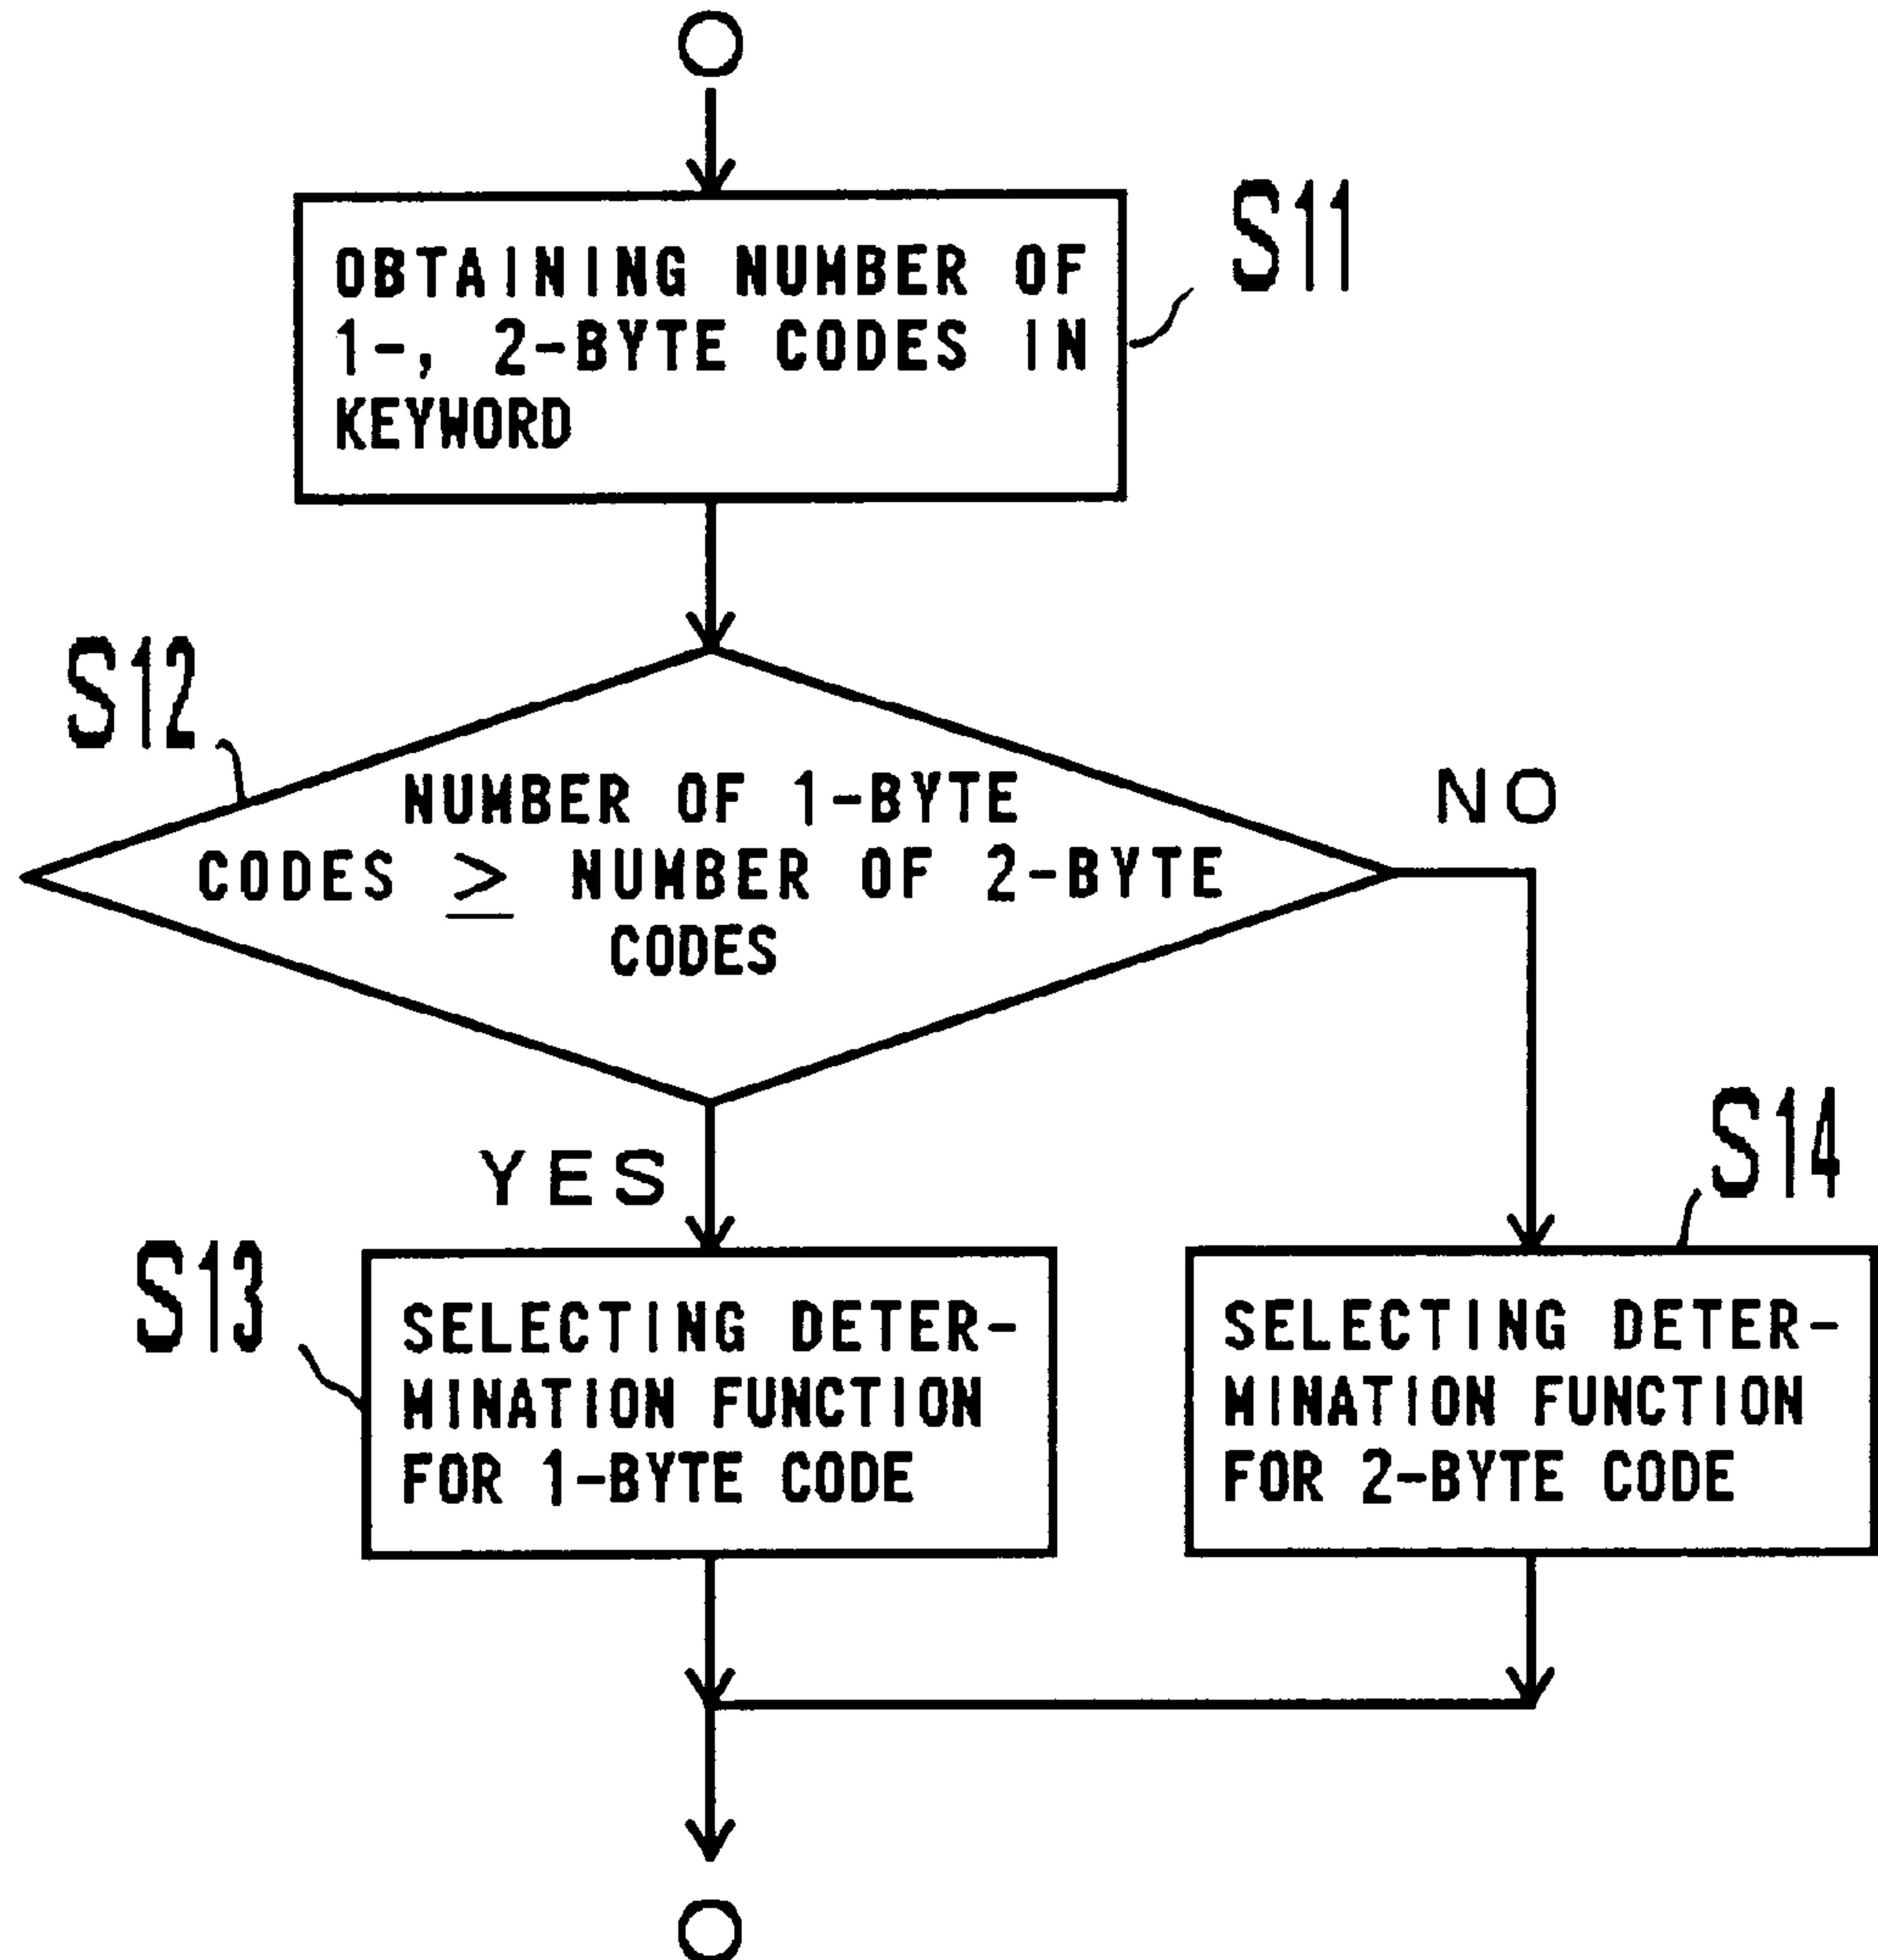 S11
OBTAINING NUMBER OF
1-, 2-BYTE CODES IN
KEYWORD
S12
NUMBER OF 1-BYTE
CODES ≥ NUMBER OF 2-BYTE
CODES
NO
YES
S13
SELECTING DETER-
MINATION FUNCTION
FOR 1-BYTE CODE
S14
SELECTING DETER-
MINATION FUNCTION
FOR 2-BYTE CODE